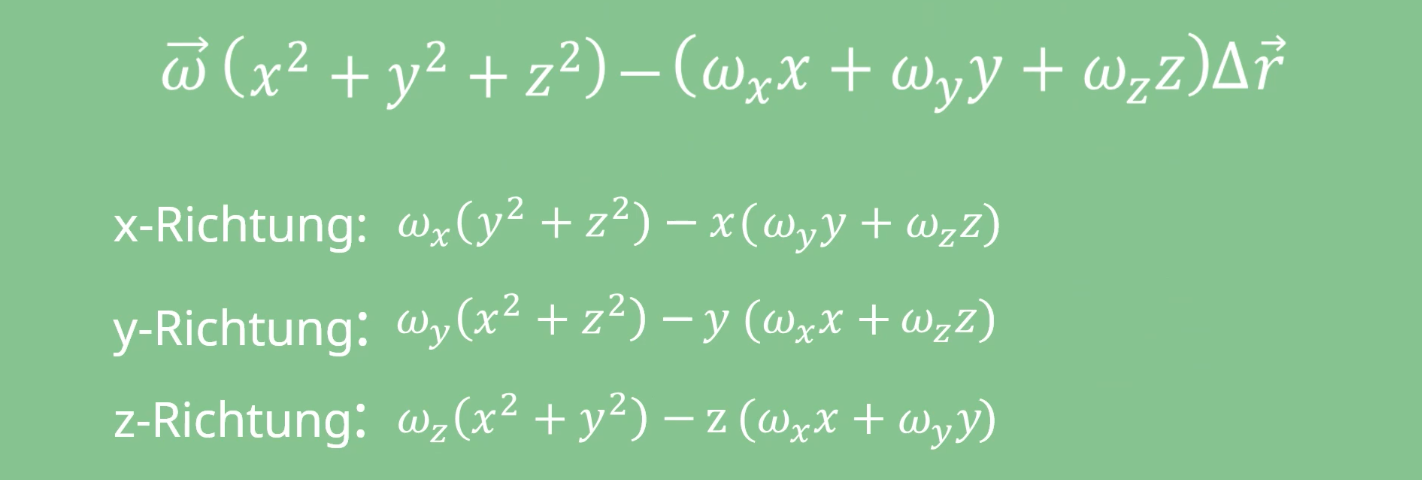 ω⃗ (x² + y² + z²) − (ωₓx + ω_y y + ω_z z)Δr⃗
x-Richtung: ωₓ(y² + z²) − x(ω_y y + ω_z z)
y-Richtung: ω_y(x² + z²) − y (ωₓx + ω_z z)
z-Richtung: ω_z(x² + y²) − z (ωₓx + ω_y y)